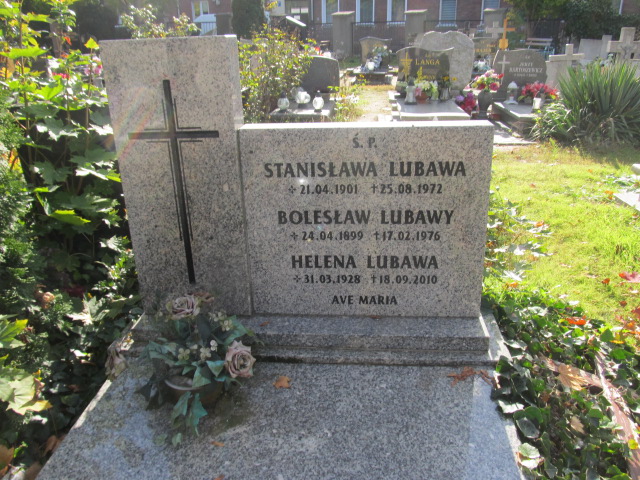 Ś. P.
STANISŁAWA LUBAWA
✧21.04.1901 ✝25.08.1972
BOLESŁAW LUBAWY
✧24.04.1899 ✝17.02.1976
HELENA LUBAWA
✧31.03.1928 ✝18.09.2010
AVE MARIA
LANGA